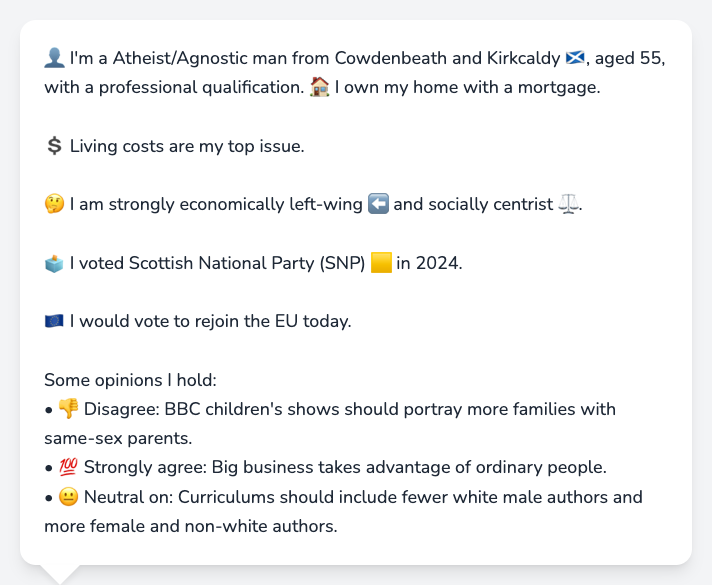 👤 I'm a Atheist/Agnostic man from Cowdenbeath and Kirkcaldy 🏴󠁧󠁢󠁳󠁣󠁴󠁿, aged 55,
with a professional qualification. 🏠 I own my home with a mortgage.
💲 Living costs are my top issue.
🤔 I am strongly economically left-wing ⬅️ and socially centrist ⚖️.
🗳️ I voted Scottish National Party (SNP) 🟨 in 2024.
🇪🇺 I would vote to rejoin the EU today.
Some opinions I hold:
• 👎 Disagree: BBC children's shows should portray more families with
same-sex parents.
• 💯 Strongly agree: Big business takes advantage of ordinary people.
• 😐 Neutral on: Curriculums should include fewer white male authors and
more female and non-white authors.